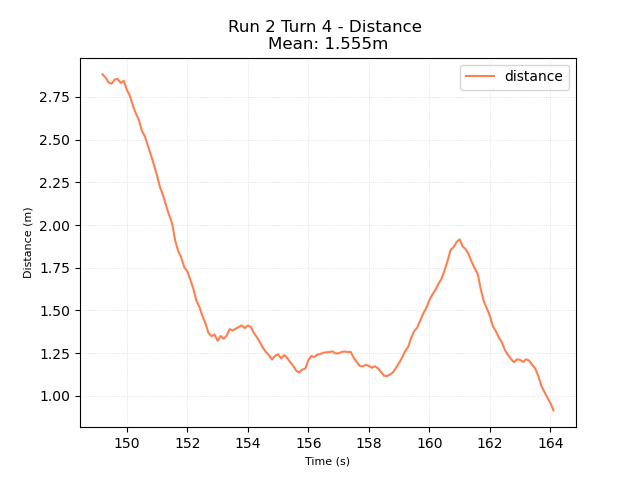 Run 2 Turn 4 - Distance
Mean: 1.555m
distance
2.75
2.50
2.25
2.00
1.75
1.50
1.25
1.00
Distance (m)
150 152 154 156 158 160 162 164
Time (s)